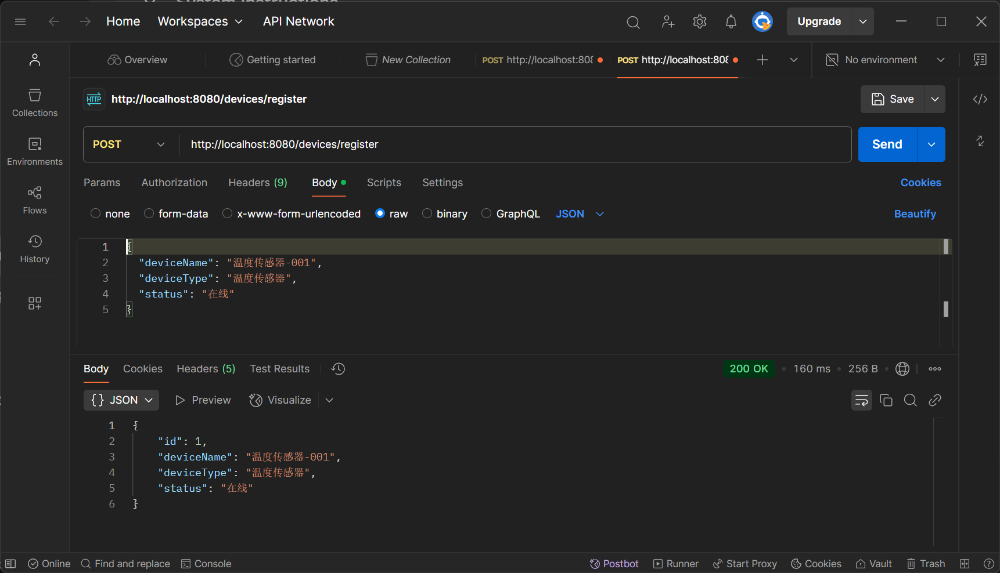 Home Workspaces API Network Upgrade
Overview Getting started New Collection POST http://localhost:808 POST http://localhost:808 No environment
HTTP http://localhost:8080/devices/register Save
Collections
POST http://localhost:8080/devices/register Send
Environments
Params Authorization Headers (9) Body Scripts Settings Cookies
Flows
none form-data x-www-form-urlencoded raw binary GraphQL JSON Beautify
History
1 {
2 "deviceName": "温度传感器-001",
3 "deviceType": "温度传感器",
4 "status": "在线"
5 }
Body Cookies Headers (5) Test Results 200 OK 160 ms 256 B
{} JSON Preview Visualize
1 {
2 "id": 1,
3 "deviceName": "温度传感器-001",
4 "deviceType": "温度传感器",
5 "status": "在线"
6 }
Online Find and replace Console Postbot Runner Start Proxy Cookies Vault Trash